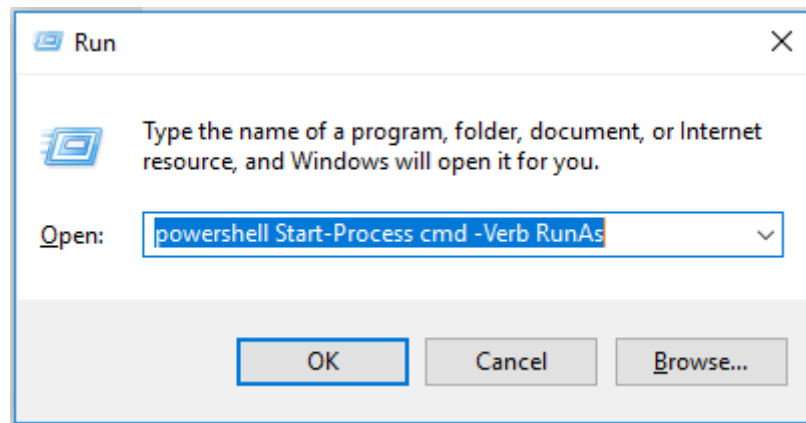 Run
Type the name of a program, folder, document, or Internet
resource, and Windows will open it for you.
Open:
powershell Start-Process cmd -Verb RunAs
OK
Cancel
Browse...